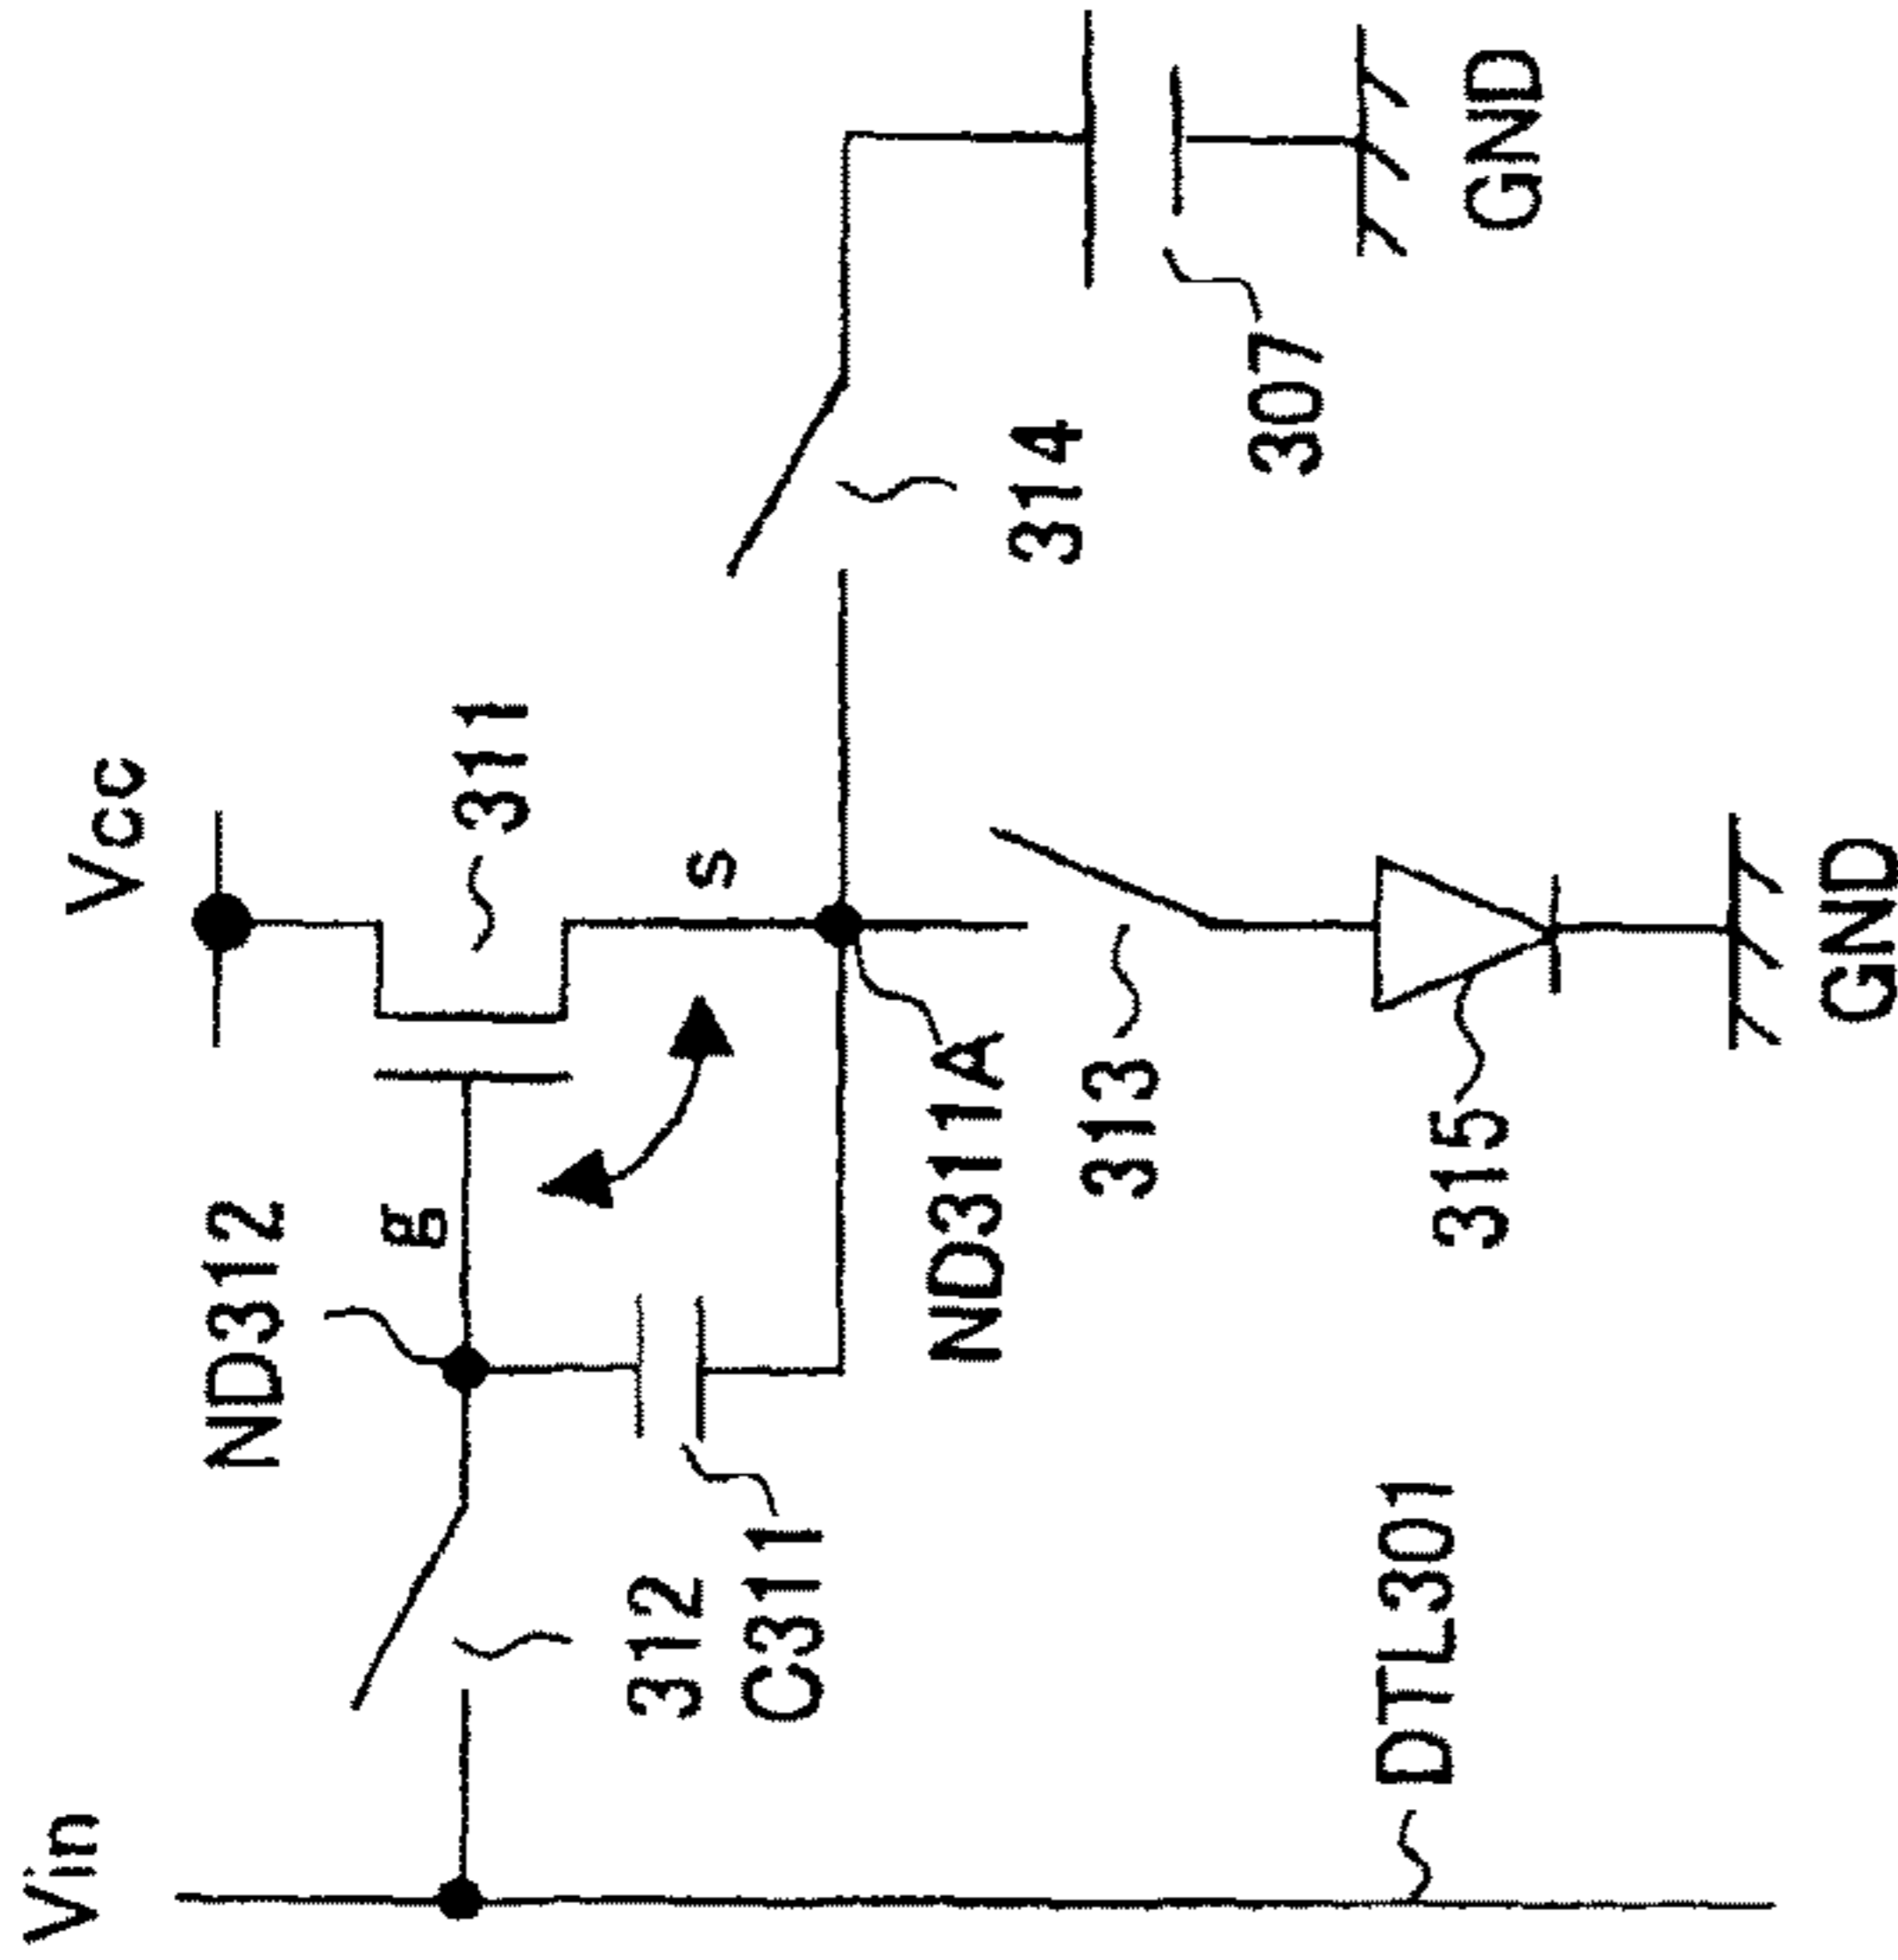 Vin
Vcc
ND312
311
g
s
312
C311
314
ND311A
313
307
DTL301
315
GND
GND